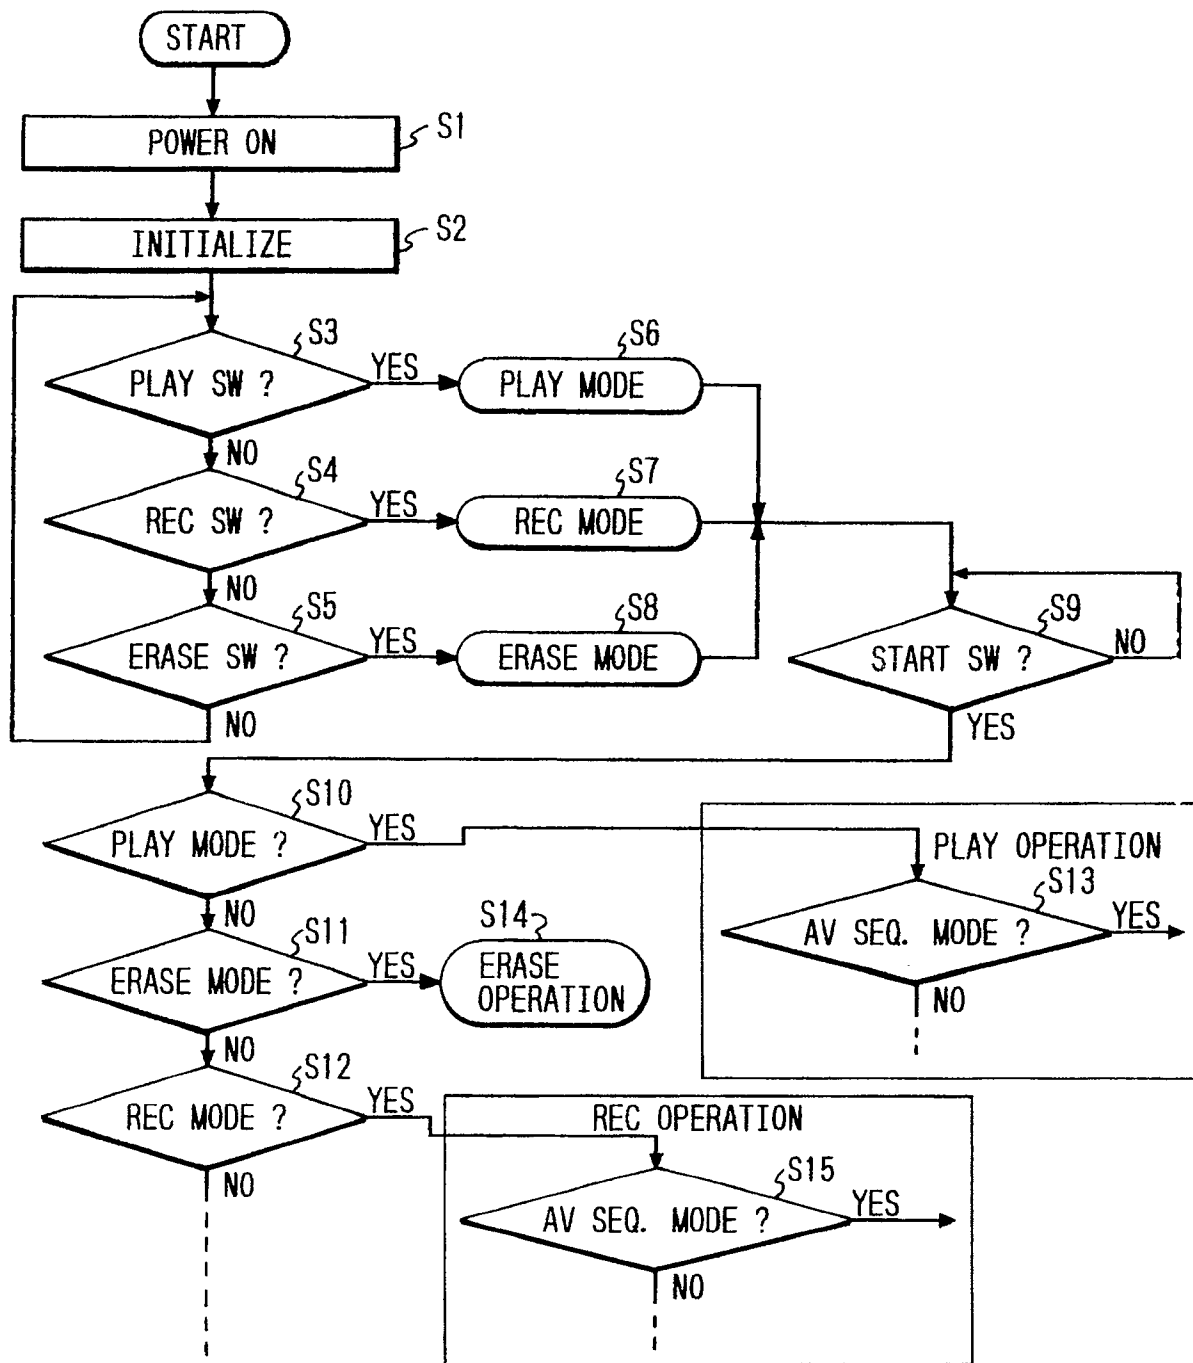 START
POWER ON
S1
INITIALIZE
S2
S3
PLAY SW ?
YES
S6
PLAY MODE
NO
S4
REC SW ?
YES
S7
REC MODE
NO
S5
ERASE SW ?
YES
S8
ERASE MODE
NO
S9
START SW ?
NO
YES
S10
PLAY MODE ?
YES
PLAY OPERATION
S13
AV SEQ. MODE ?
YES
NO
NO
S11
ERASE MODE ?
YES
S14
ERASE
OPERATION
NO
S12
REC MODE ?
YES
NO
REC OPERATION
S15
AV SEQ. MODE ?
YES
NO